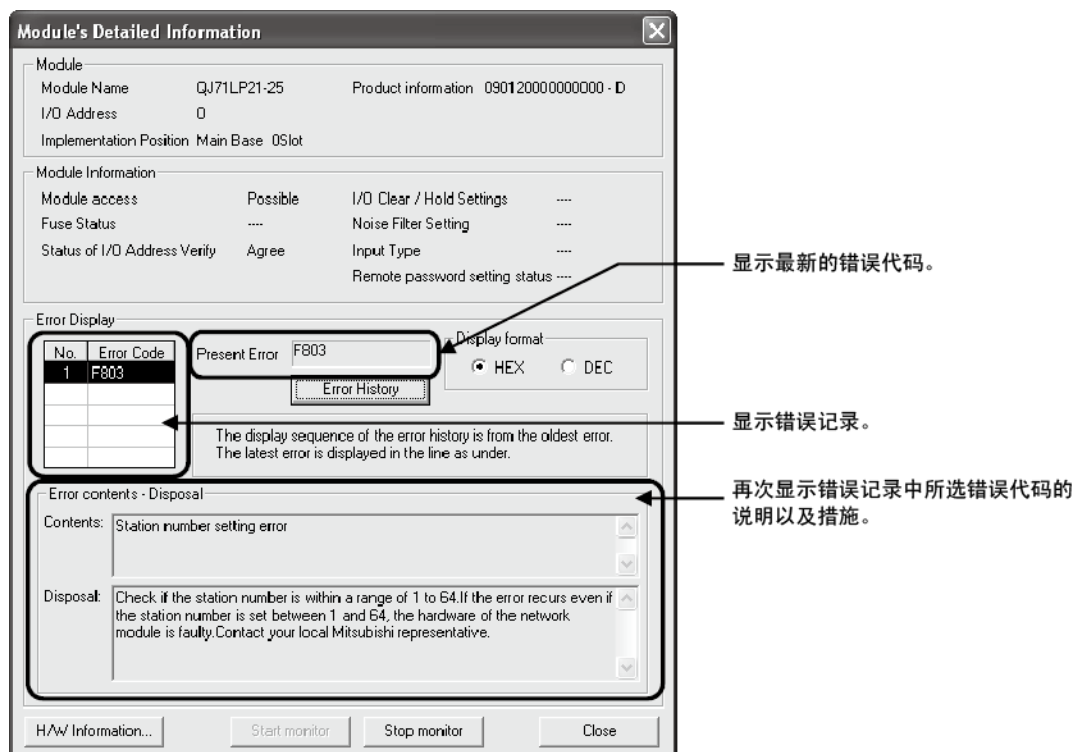 Module's Detailed Information
Module
Module Name QJ71LP21-25 Product information 090120000000000 - D
I/O Address 0
Implementation Position Main Base 0Slot
Module Information
Module access Possible I/O Clear / Hold Settings ----
Fuse Status ---- Noise Filter Setting ----
Status of I/O Address Verify Agree Input Type ----
Remote password setting status ----
显示最新的错误代码。
Error Display
No. Error Code
1 F803
Present Error F803
Display format
HEX DEC
Error History
The display sequence of the error history is from the oldest error.
The latest error is displayed in the line as under.
显示错误记录。
Error contents - Disposal
再次显示错误记录中所选错误代码的
说明以及措施。
Contents: Station number setting error
Disposal: Check if the station number is within a range of 1 to 64.If the error recurs even if
the station number is set between 1 and 64, the hardware of the network
module is faulty.Contact your local Mitsubishi representative.
H/W Information... Start monitor Stop monitor Close